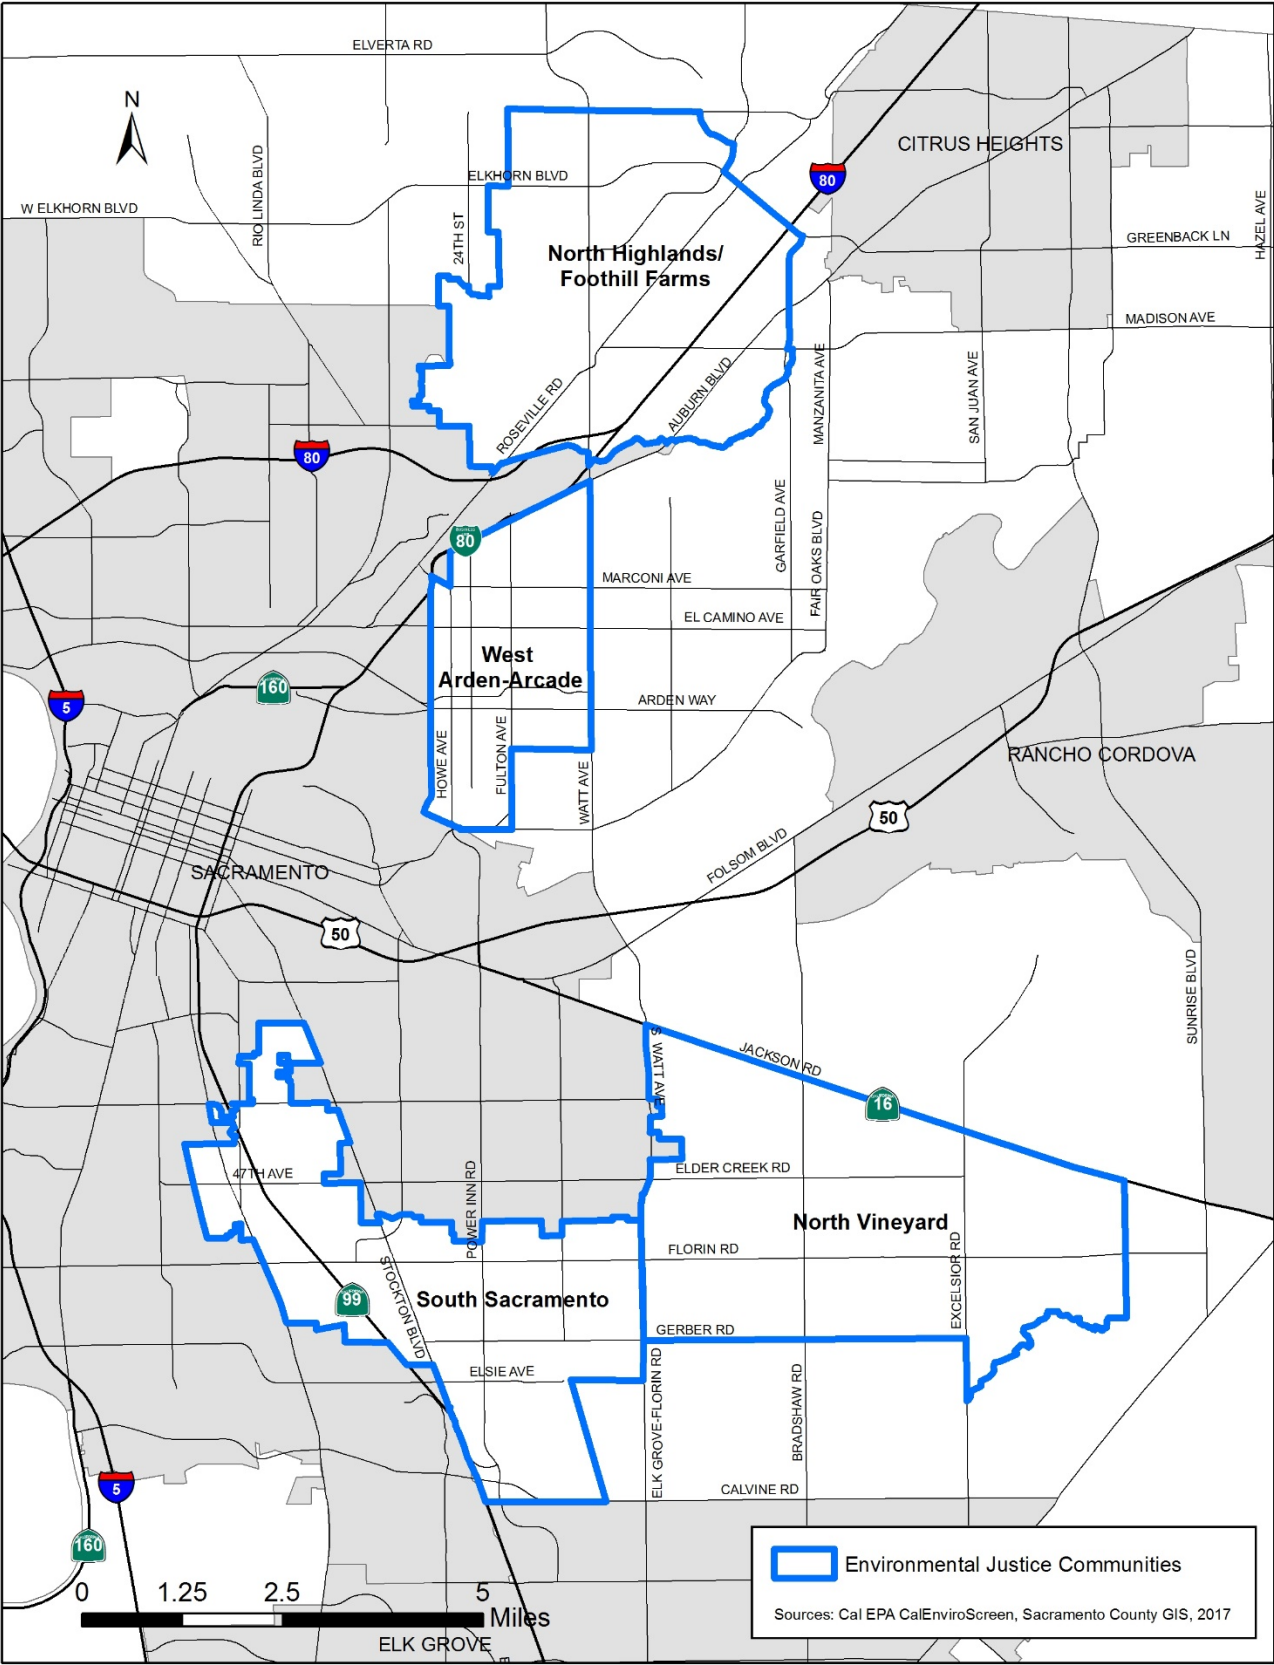 ELVERTA RD
N
CITRUS HEIGHTS
80
RIO LINDA BLVD
ELKHORN BLVD
W ELKHORN BLVD
24TH ST
HAZEL AVE
GREENBACK LN
North Highlands/
Foothill Farms
MADISON AVE
ROSEVILLE RD
AUBURN BLVD
MANZANITA AVE
SAN JUAN AVE
80
GARFIELD AVE
FAIR OAKS BLVD
80
MARCONI AVE
EL CAMINO AVE
West
Arden-Arcade
160
5
ARDEN WAY
HOWE AVE
FULTON AVE
WATT AVE
RANCHO CORDOVA
50
FOLSOM BLVD
SACRAMENTO
50
SUNRISE BLVD
S WATT AVE
JACKSON RD
16
47TH AVE
POWER INN RD
ELDER CREEK RD
North Vineyard
FLORIN RD
EXCELSIOR RD
STOCKTON BLVD
99
South Sacramento
GERBER RD
ELSIE AVE
ELK GROVE-FLORIN RD
BRADSHAW RD
5
CALVINE RD
160
0 1.25 2.5 5
Miles
ELK GROVE
Environmental Justice Communities
Sources: Cal EPA CalEnviroScreen, Sacramento County GIS, 2017